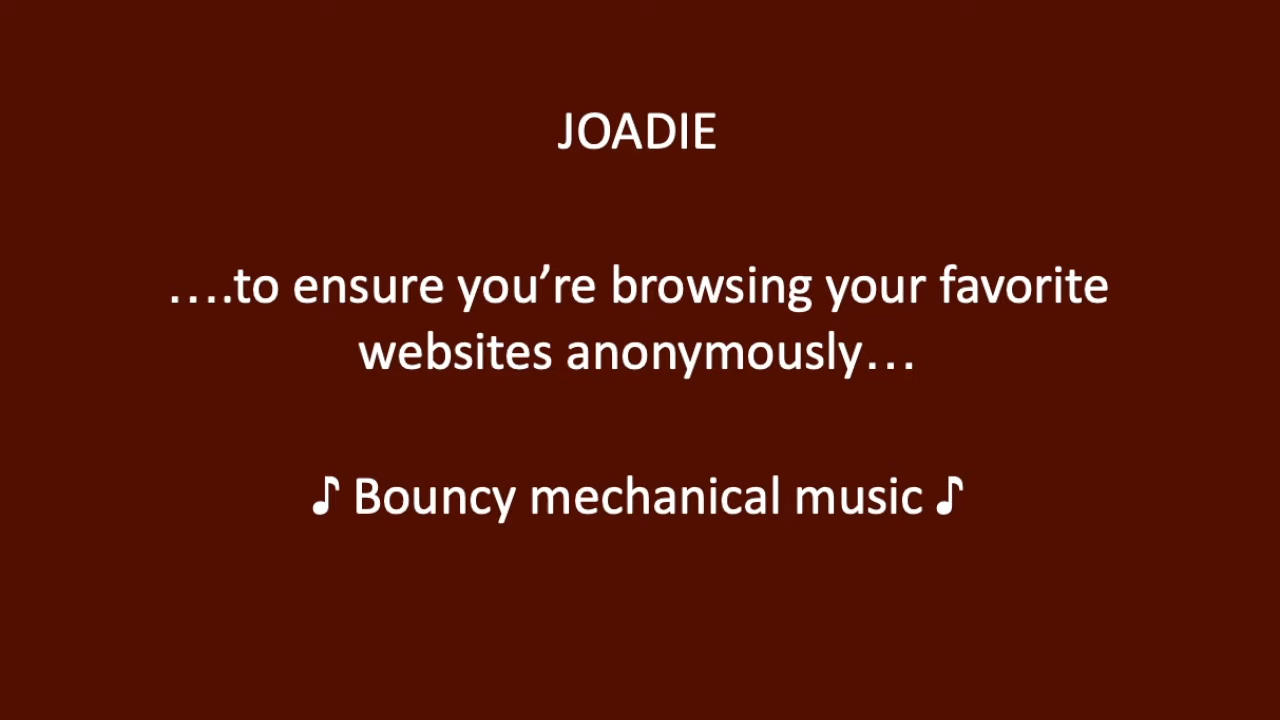 JOADIE
….to ensure you’re browsing your favorite
websites anonymously…
♪ Bouncy mechanical music ♪